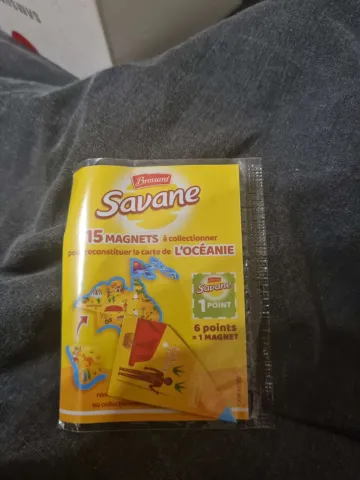 Brossard
Savane
15 MAGNETS à collectionner
pour reconstituer la carte de L'OCÉANIE
Savane
1 POINT
6 points
= 1 MAGNET